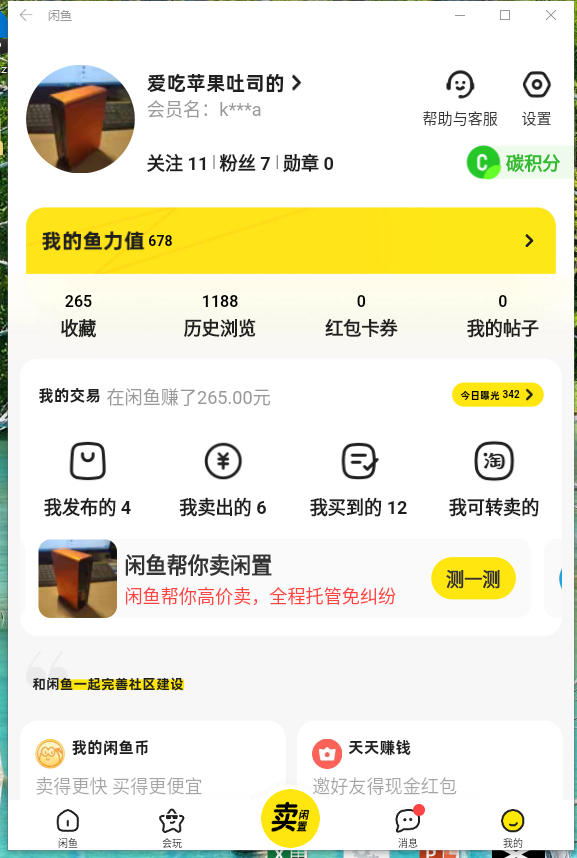 闲鱼
爱吃苹果吐司的
会员名：k***a
帮助与客服
设置
关注 11 粉丝 7 勋章 0
碳积分
我的鱼力值 678
265
1188
0
0
收藏
历史浏览
红包卡券
我的帖子
我的交易 在闲鱼赚了265.00元
今日曝光 342
淘
我发布的 4
我卖出的 6
我买到的 12
我可转卖的
闲鱼帮你卖闲置
闲鱼帮你高价卖，全程托管免纠纷
测一测
和闲鱼一起完善社区建设
我的闲鱼币
卖得更快 买得更便宜
天天赚钱
邀好友得现金红包
闲鱼
会玩
卖闲置
消息
我的